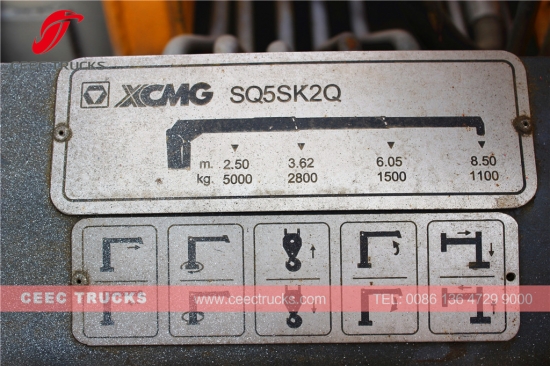 TRUCKS
XCMG SQ5SK2Q
m. 2.50 3.62 6.05 8.50
kg. 5000 2800 1500 1100
CEEC TRUCKS www.ceectrucks.com TEL: 0086 136 4729 9000